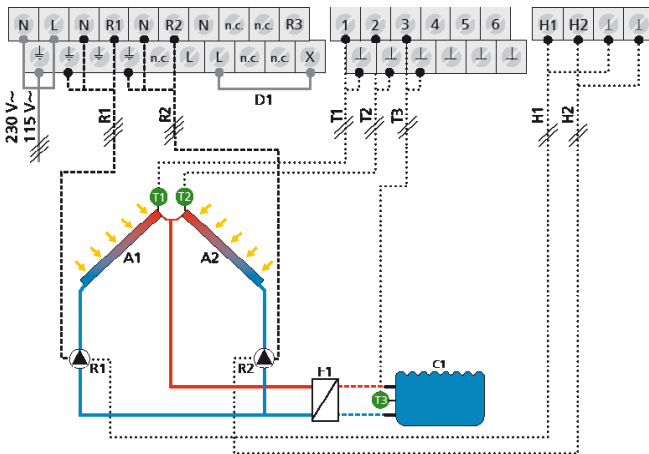 N L N R1 N R2 N n.c. n.c. R3
n.c. L L n.c. n.c. X
1 2 3 4 5 6
H1 H2
230 V~
115 V~
R1
R2
D1
T1
T2
T3
H1
H2
T1 T2
A1 A2
R1 R2
F1
C1
T3